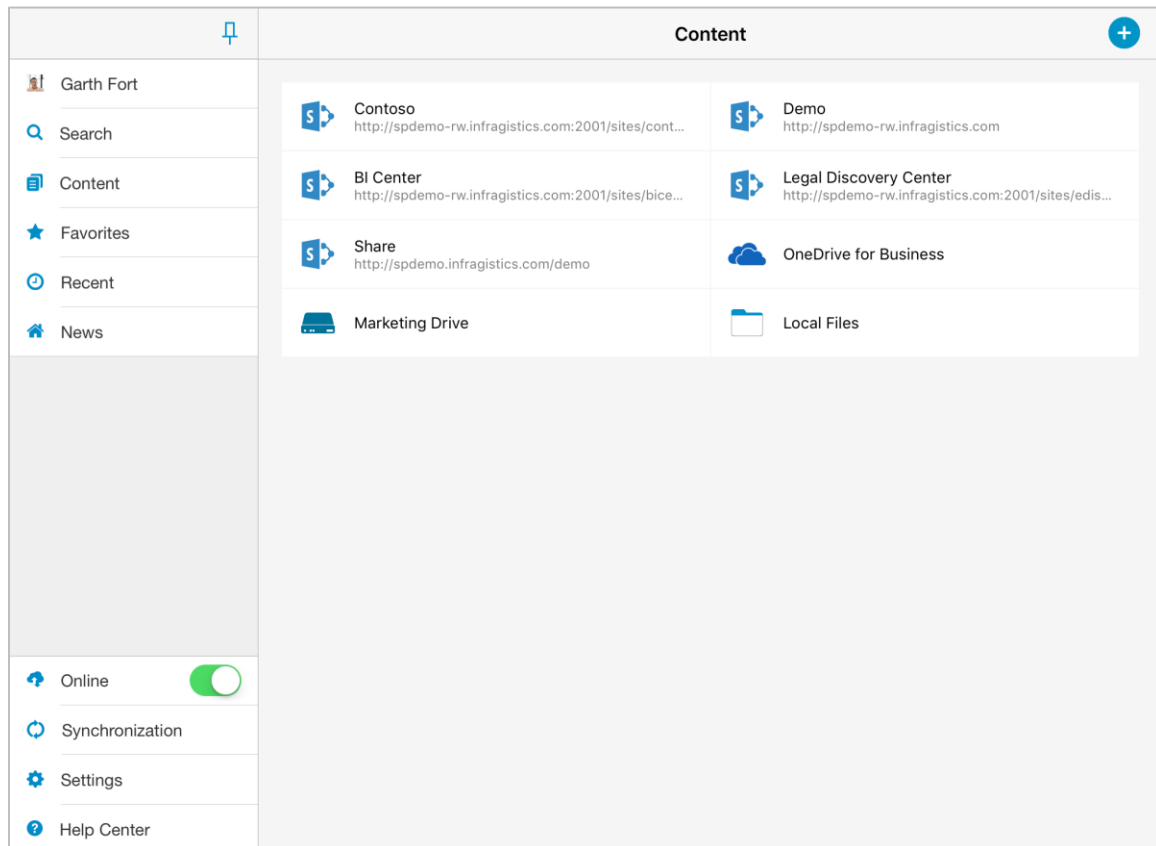 Content
Garth Fort
Search
Content
Favorites
Recent
News
Online
Synchronization
Settings
Help Center
Contoso
http://spdemo-rw.infragistics.com:2001/sites/cont...
Demo
http://spdemo-rw.infragistics.com
BI Center
http://spdemo-rw.infragistics.com:2001/sites/bice...
Legal Discovery Center
http://spdemo-rw.infragistics.com:2001/sites/edis...
Share
http://spdemo.infragistics.com/demo
OneDrive for Business
Marketing Drive
Local Files